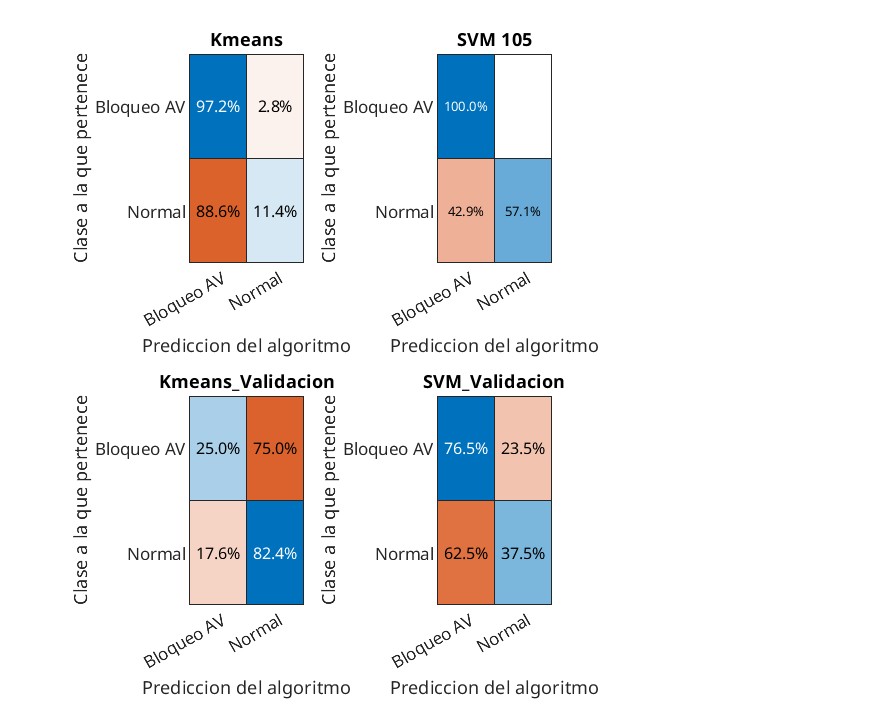 Kmeans
Clase a la que pertenece
Bloqueo AV
97.2%
2.8%
Normal
88.6%
11.4%
Bloqueo AV
Normal
Prediccion del algoritmo
SVM 105
Clase a la que pertenece
Bloqueo AV
100.0%
Normal
42.9%
57.1%
Bloqueo AV
Normal
Prediccion del algoritmo
Kmeans_Validacion
Clase a la que pertenece
Bloqueo AV
25.0%
75.0%
Normal
17.6%
82.4%
Bloqueo AV
Normal
Prediccion del algoritmo
SVM_Validacion
Clase a la que pertenece
Bloqueo AV
76.5%
23.5%
Normal
62.5%
37.5%
Bloqueo AV
Normal
Prediccion del algoritmo